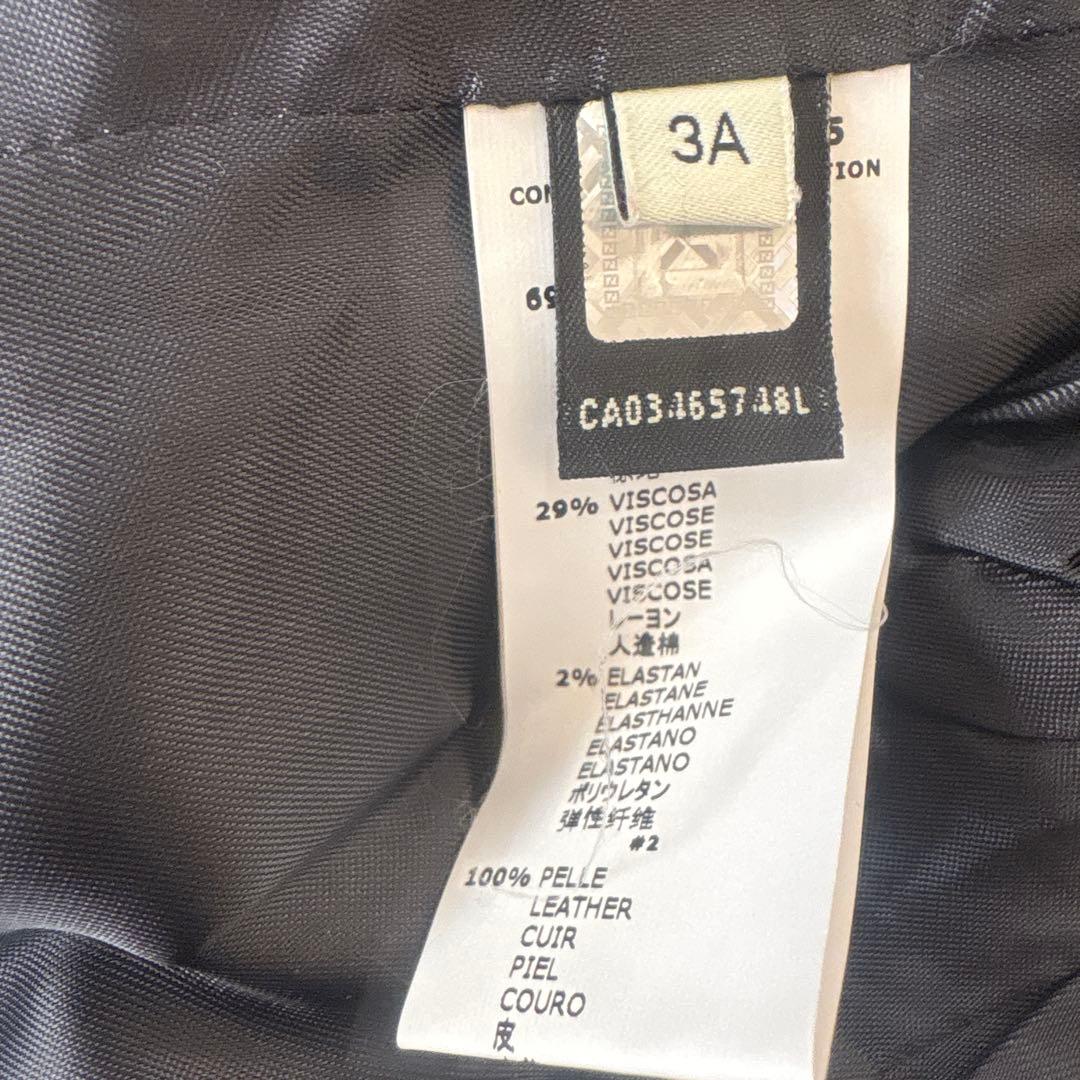 3A
5
CON
TION
69
CA03465748L
29% VISCOSA
VISCOSE
VISCOSE
VISCOSA
VISCOSE
レーヨン
人造棉
2% ELASTAN
ELASTANE
ELASTHANNE
ELASTANO
ELASTANO
ポリウレタン
弹性纤维
#2
100% PELLE
LEATHER
CUIR
PIEL
COURO
皮